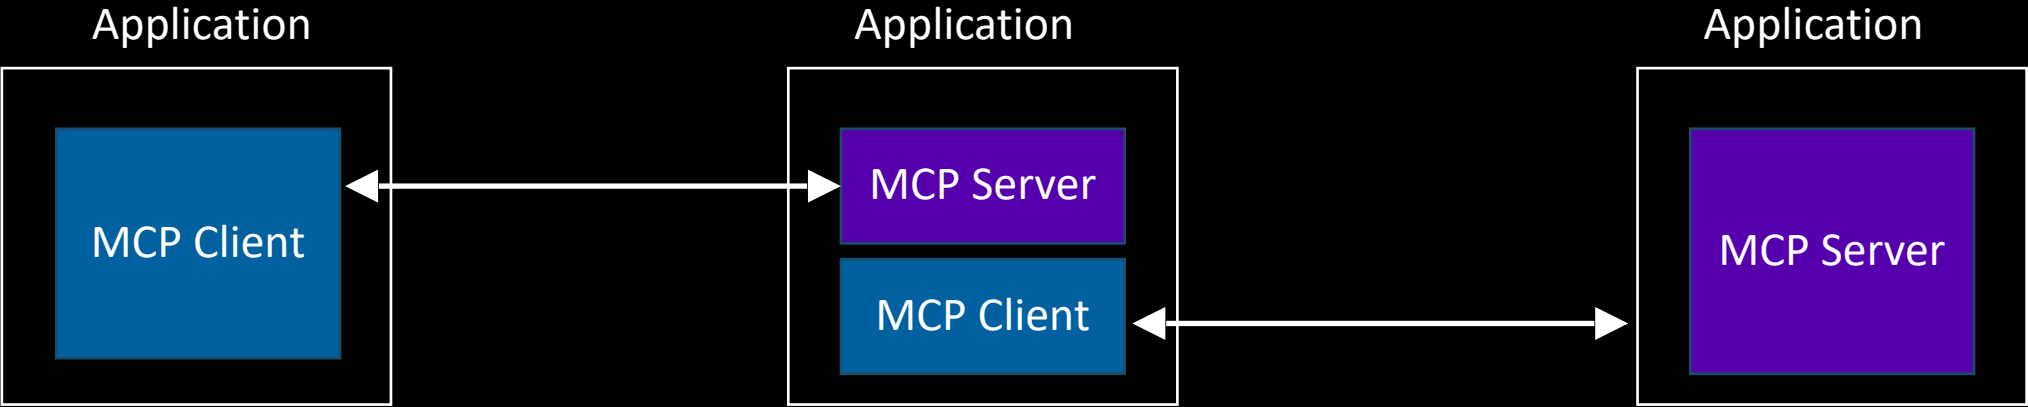 Application
Application
Application
MCP Client
MCP Server
MCP Client
MCP Server